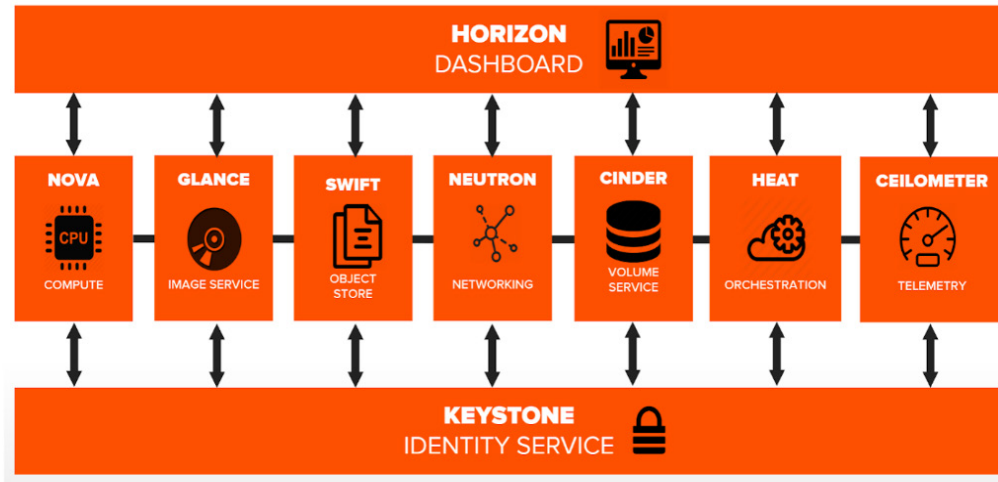 HORIZON
DASHBOARD
NOVA
CPU
COMPUTE
GLANCE
IMAGE SERVICE
SWIFT
OBJECT
STORE
NEUTRON
NETWORKING
CINDER
VOLUME
SERVICE
HEAT
ORCHESTRATION
CEILOMETER
TELEMETRY
KEYSTONE
IDENTITY SERVICE